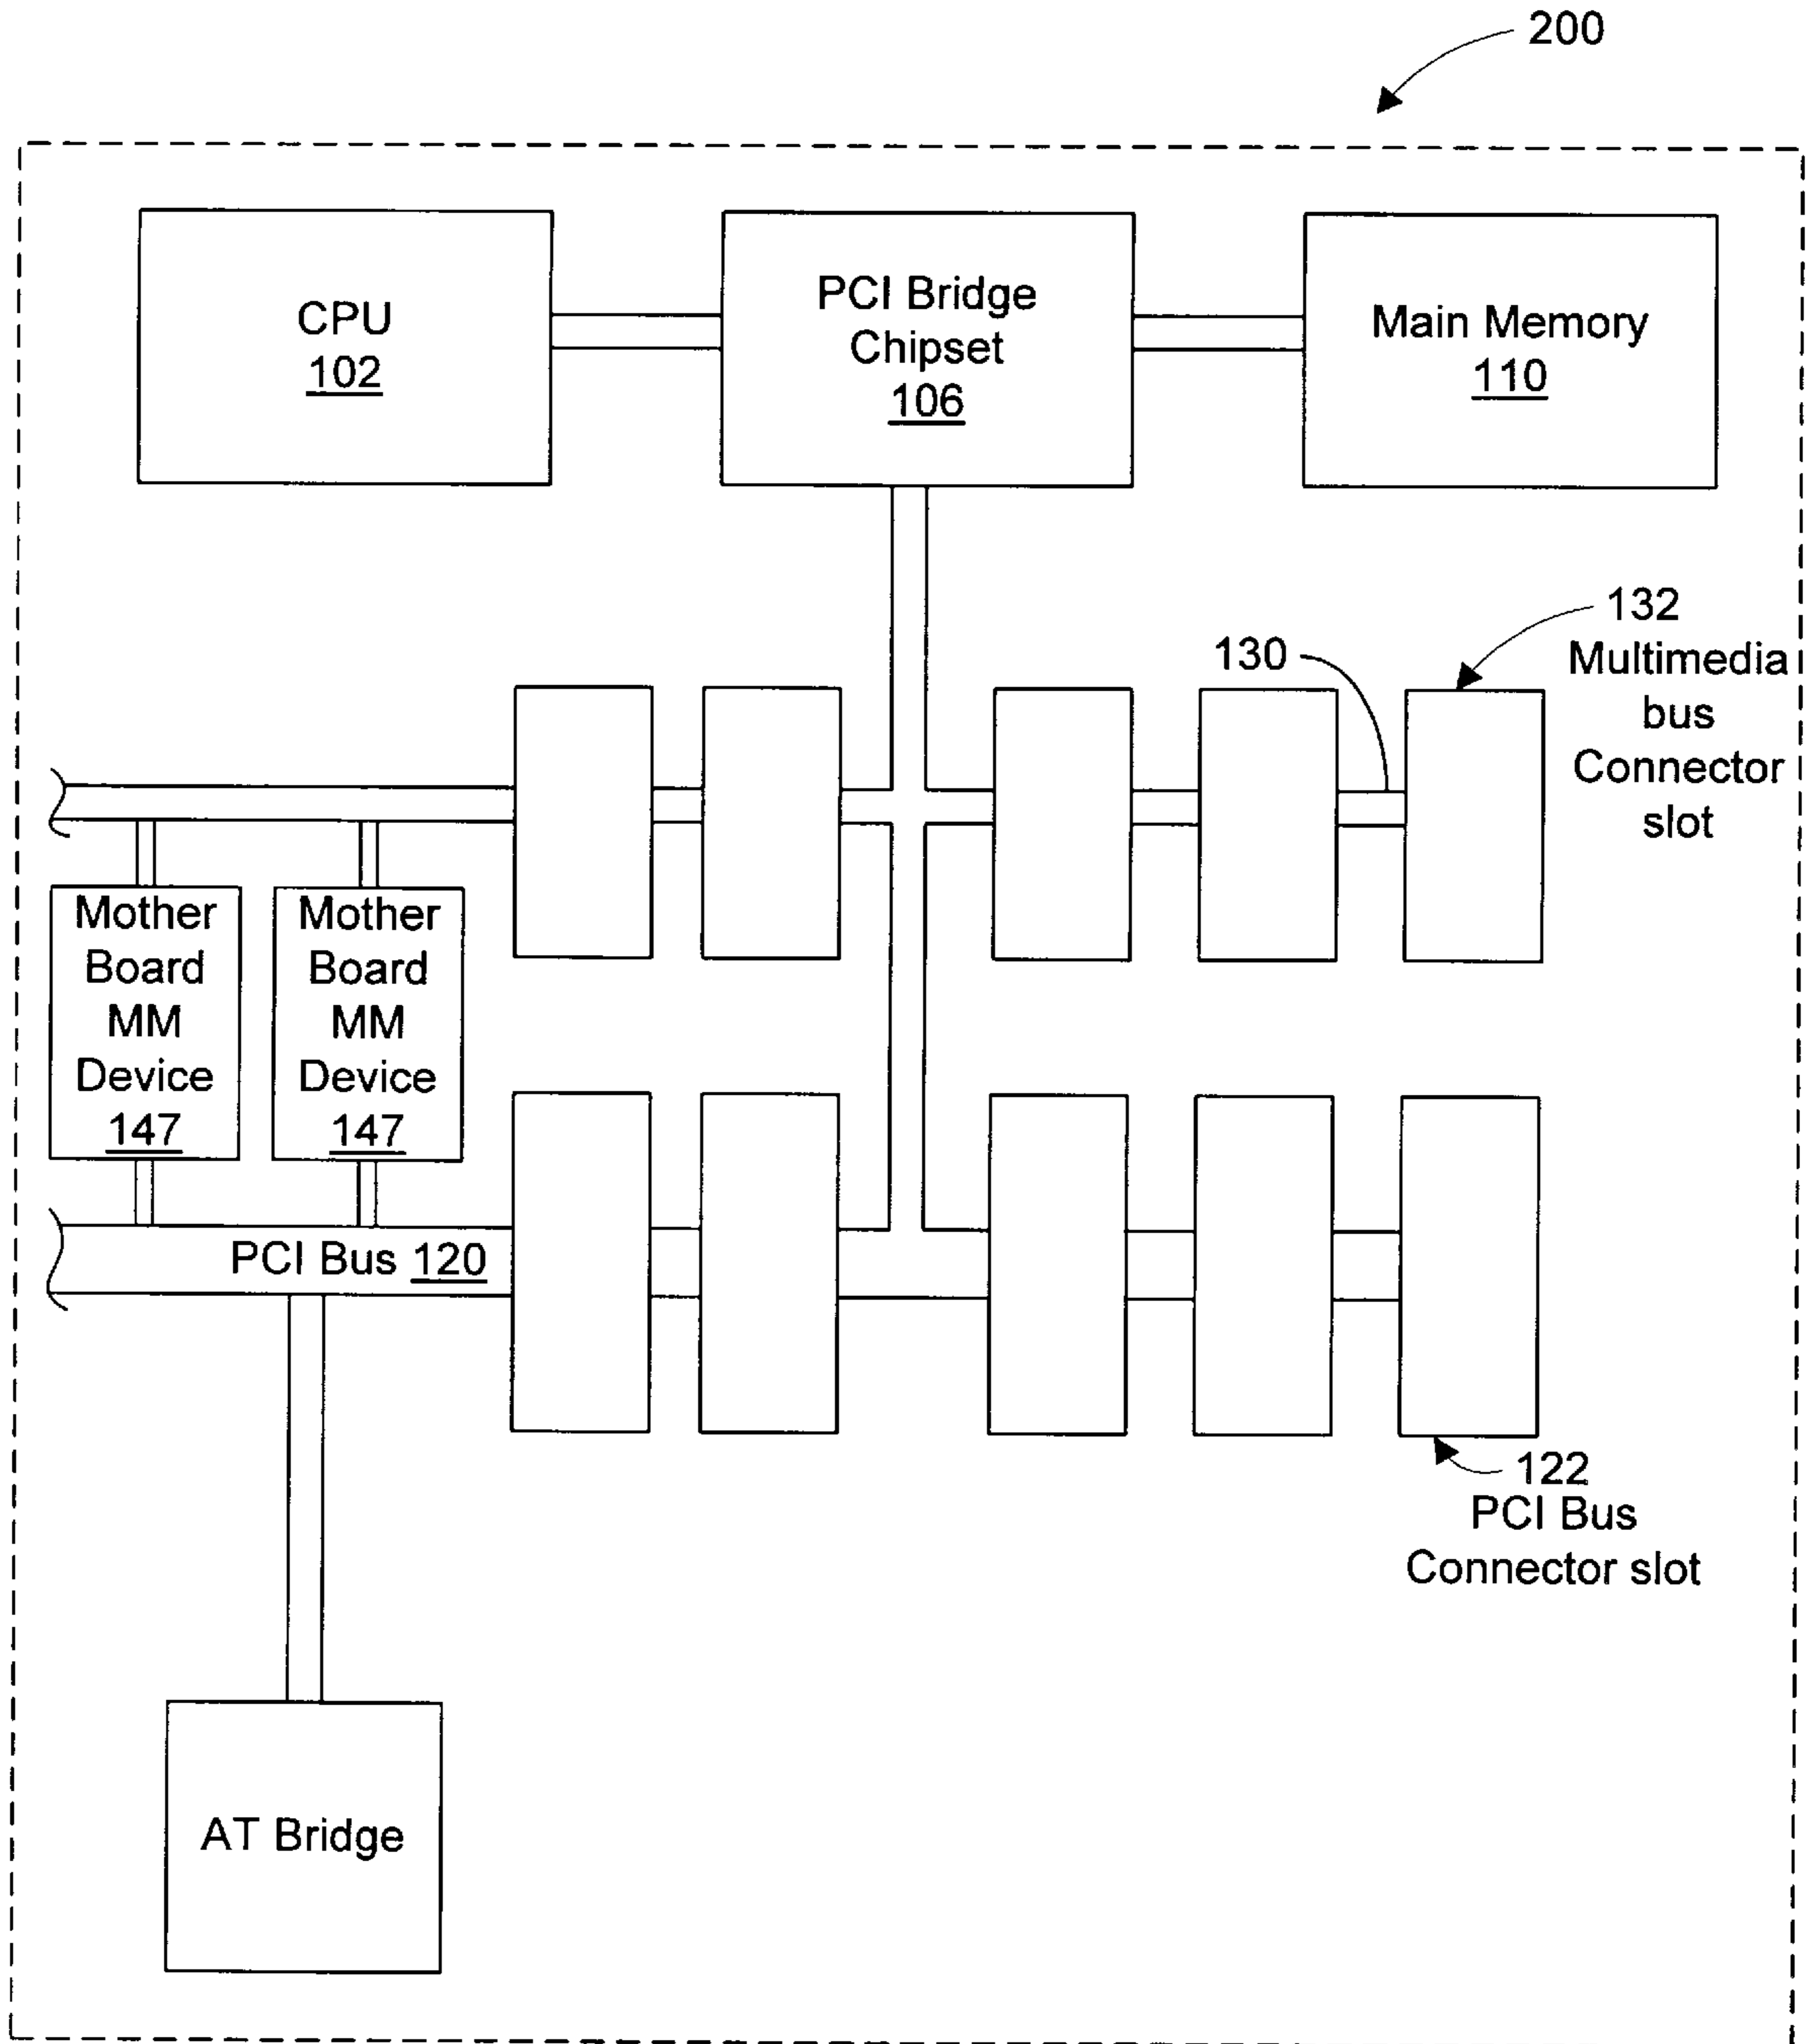 200
CPU
102
PCI Bridge
Chipset
106
Main Memory
110
132
Multimedia
bus
Connector
slot
130
Mother
Board
MM
Device
147
Mother
Board
MM
Device
147
PCI Bus 120
122
PCI Bus
Connector slot
AT Bridge